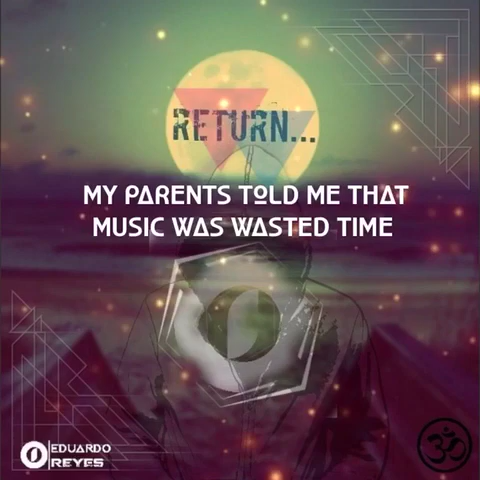 RETURN...
MY PARENTS TOLD ME THAT
MUSIC WAS WASTED TIME
EDUARDO
REYES
ॐ